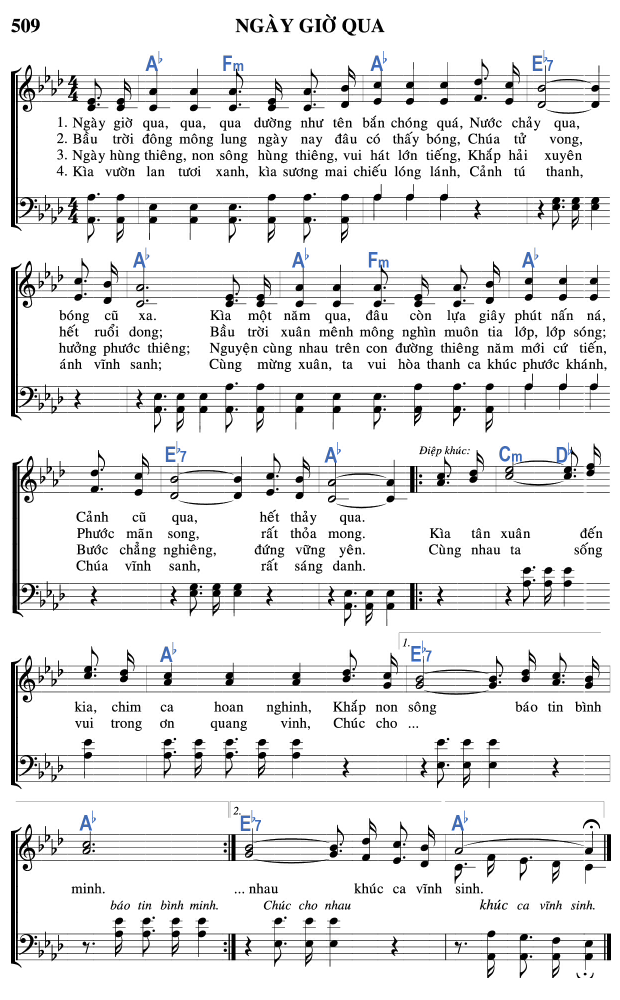 509 NGÀY GIỜ QUA
A♭ Fm A♭ E♭7
1. Ngày giờ qua, qua, qua dường như tên bắn chóng quá, Nước chảy qua,
2. Bầu trời đông mông lung ngày nay đâu có thấy bóng, Chúa tử vong,
3. Ngày hùng thiêng, non sông hùng thiêng, vui hát lớn tiếng, Khắp hải xuyên
4. Kìa vườn lan tươi xanh, kìa sương mai chiếu lóng lánh, Cảnh tú thanh,
A♭ A♭ Fm A♭
bóng cũ xa. Kìa một năm qua, đâu còn lựa giây phút nấn ná,
hết ruổi dong; Bầu trời xuân mênh mông nghìn muôn tia lớp, lớp sóng;
hưởng phước thiêng; Nguyện cùng nhau trên con đường thiêng năm mới cứ tiến,
ánh vĩnh sanh; Cùng mừng xuân, ta vui hòa thanh ca khúc phước khánh,
E♭7 A♭ Điệp khúc: Cm D♭
Cảnh cũ qua, hết thảy qua.
Phước mãn song, rất thỏa mong. Kìa tân xuân đến
Bước chẳng nghiêng, đứng vững yên. Cùng nhau ta sống
Chúa vĩnh sanh, rất sáng danh.
A♭ 1. E♭7
kia, chim ca hoan nghinh, Khắp non sông báo tin bình
vui trong ơn quang vinh, Chúc cho ...
A♭ 2. E♭7 A♭
minh. ...nhau khúc ca vĩnh sinh.
báo tin bình minh. Chúc cho nhau khúc ca vĩnh sinh.